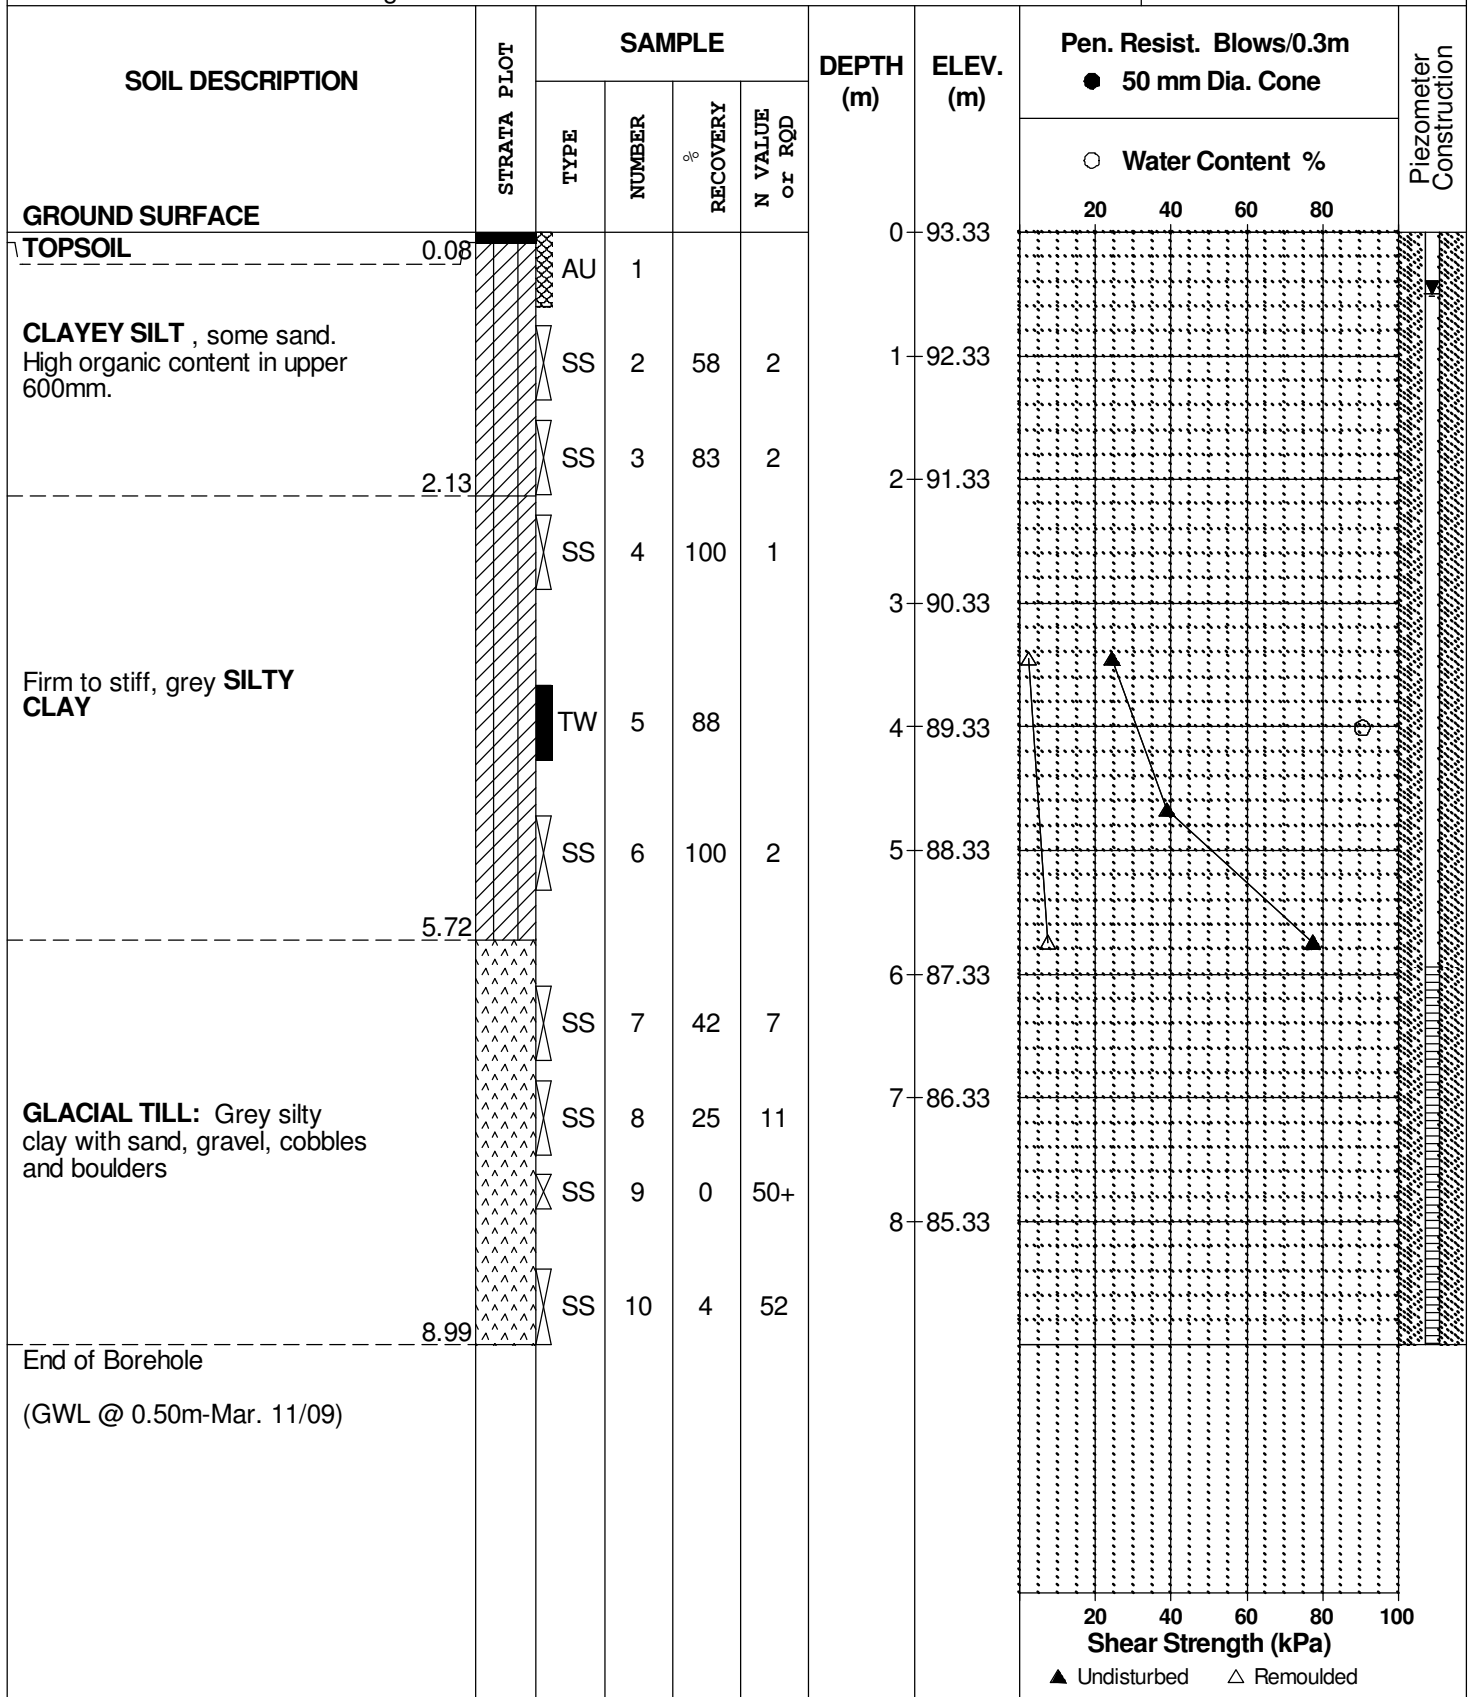 SOIL DESCRIPTION
STRATA PLOT
SAMPLE
TYPE
NUMBER
% RECOVERY
N VALUE or RQD
DEPTH (m)
ELEV. (m)
Pen. Resist. Blows/0.3m
● 50 mm Dia. Cone
○ Water Content %
Piezometer Construction
20 40 60 80
GROUND SURFACE
0 93.33
TOPSOIL 0.08
AU 1
CLAYEY SILT , some sand.
High organic content in upper
600mm.
SS 2 58 2
1 92.33
SS 3 83 2
2.13
2 91.33
SS 4 100 1
3 90.33
Firm to stiff, grey SILTY
CLAY
TW 5 88
4 89.33
SS 6 100 2
5 88.33
5.72
6 87.33
SS 7 42 7
GLACIAL TILL: Grey silty
clay with sand, gravel, cobbles
and boulders
7 86.33
SS 8 25 11
SS 9 0 50+
8 85.33
SS 10 4 52
8.99
End of Borehole
(GWL @ 0.50m-Mar. 11/09)
20 40 60 80 100
Shear Strength (kPa)
▲ Undisturbed △ Remoulded